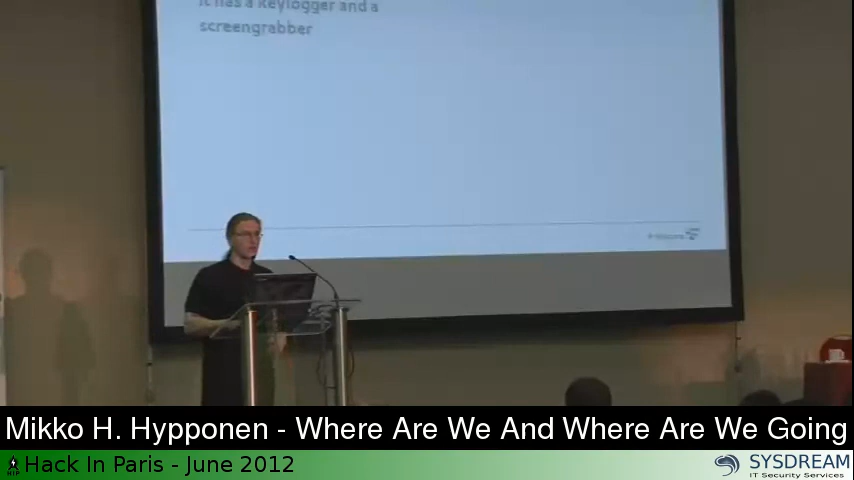 it has a keylogger and a
screengrabber
Mikko H. Hypponen - Where Are We And Where Are We Going
Hack In Paris - June 2012
SYSDREAM
IT Security Services